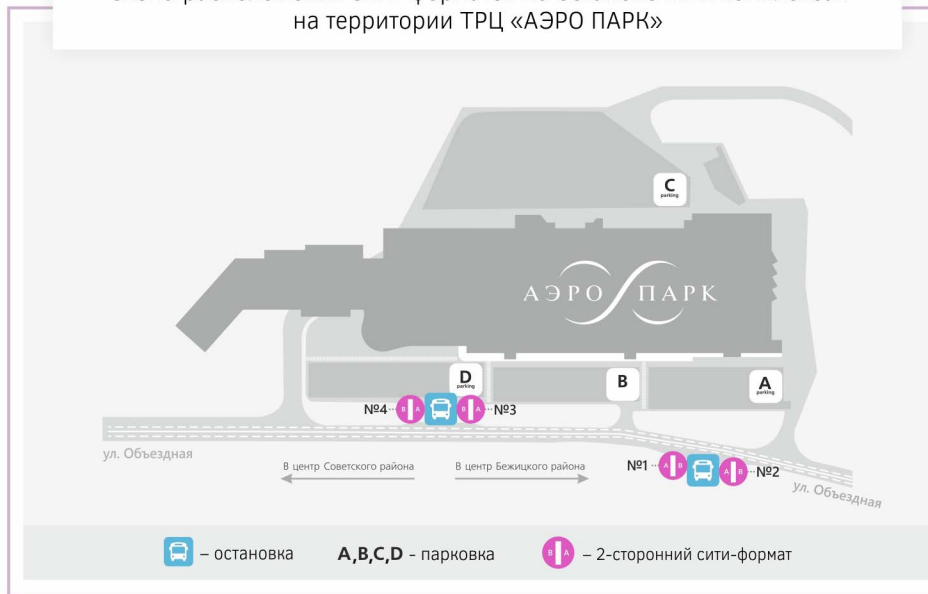 на территории ТРЦ «АЭРО ПАРК»
C
parking
АЭРО ПАРК
D
parking
B
A
parking
№4
B A
B A
№3
ул. Объездная
В центр Советского района
В центр Бежицкого района
№1
A B
A B
№2
ул. Объездная
– остановка
A,B,C,D - парковка
B A
– 2-сторонний сити-формат